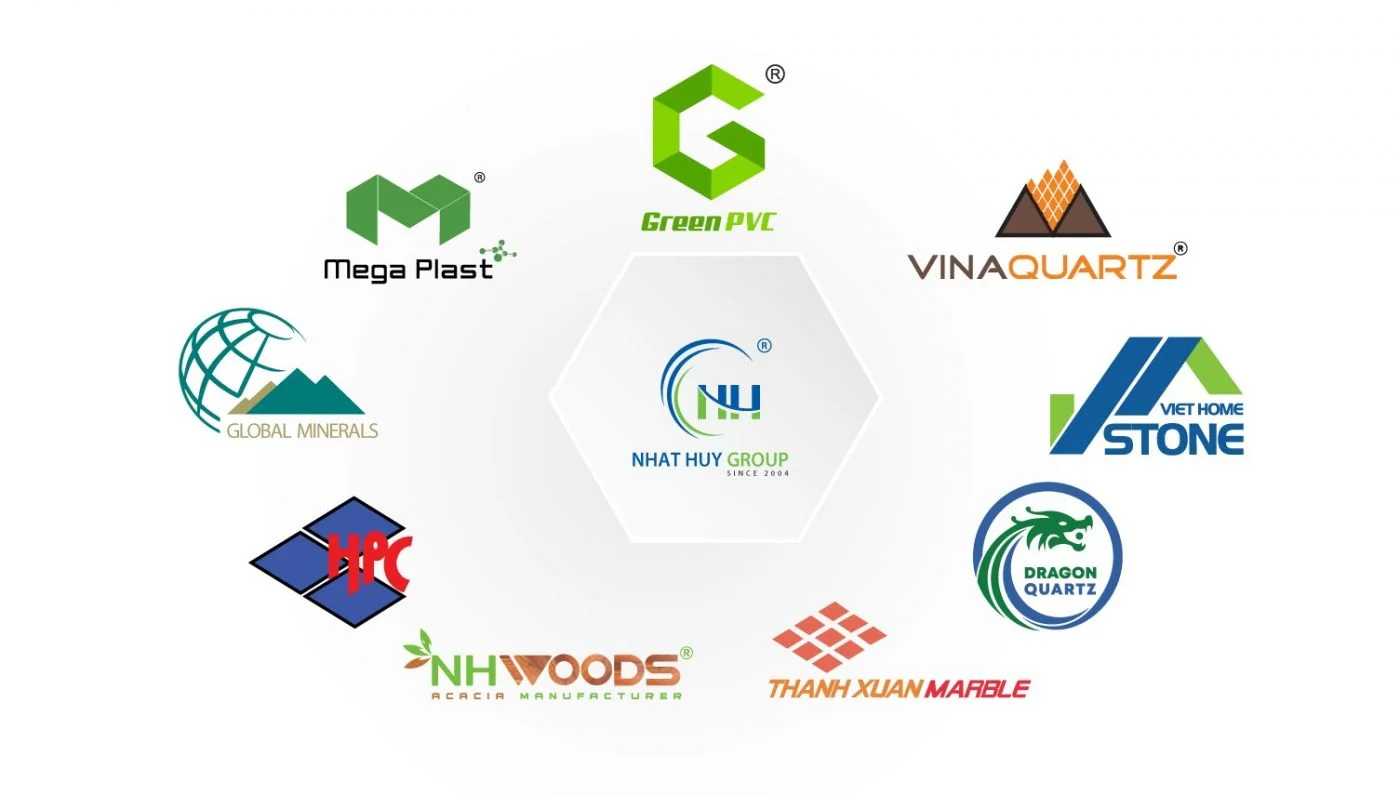 ®
Green PVC
®
Mega Plast
VINAQUARTZ®
GLOBAL MINERALS
NH ®
NHAT HUY GROUP
SINCE 2004
VIET HOME
STONE
HPC
DRAGON
QUARTZ
NHWOODS®
ACACIA MANUFACTURER
THANH XUAN MARBLE